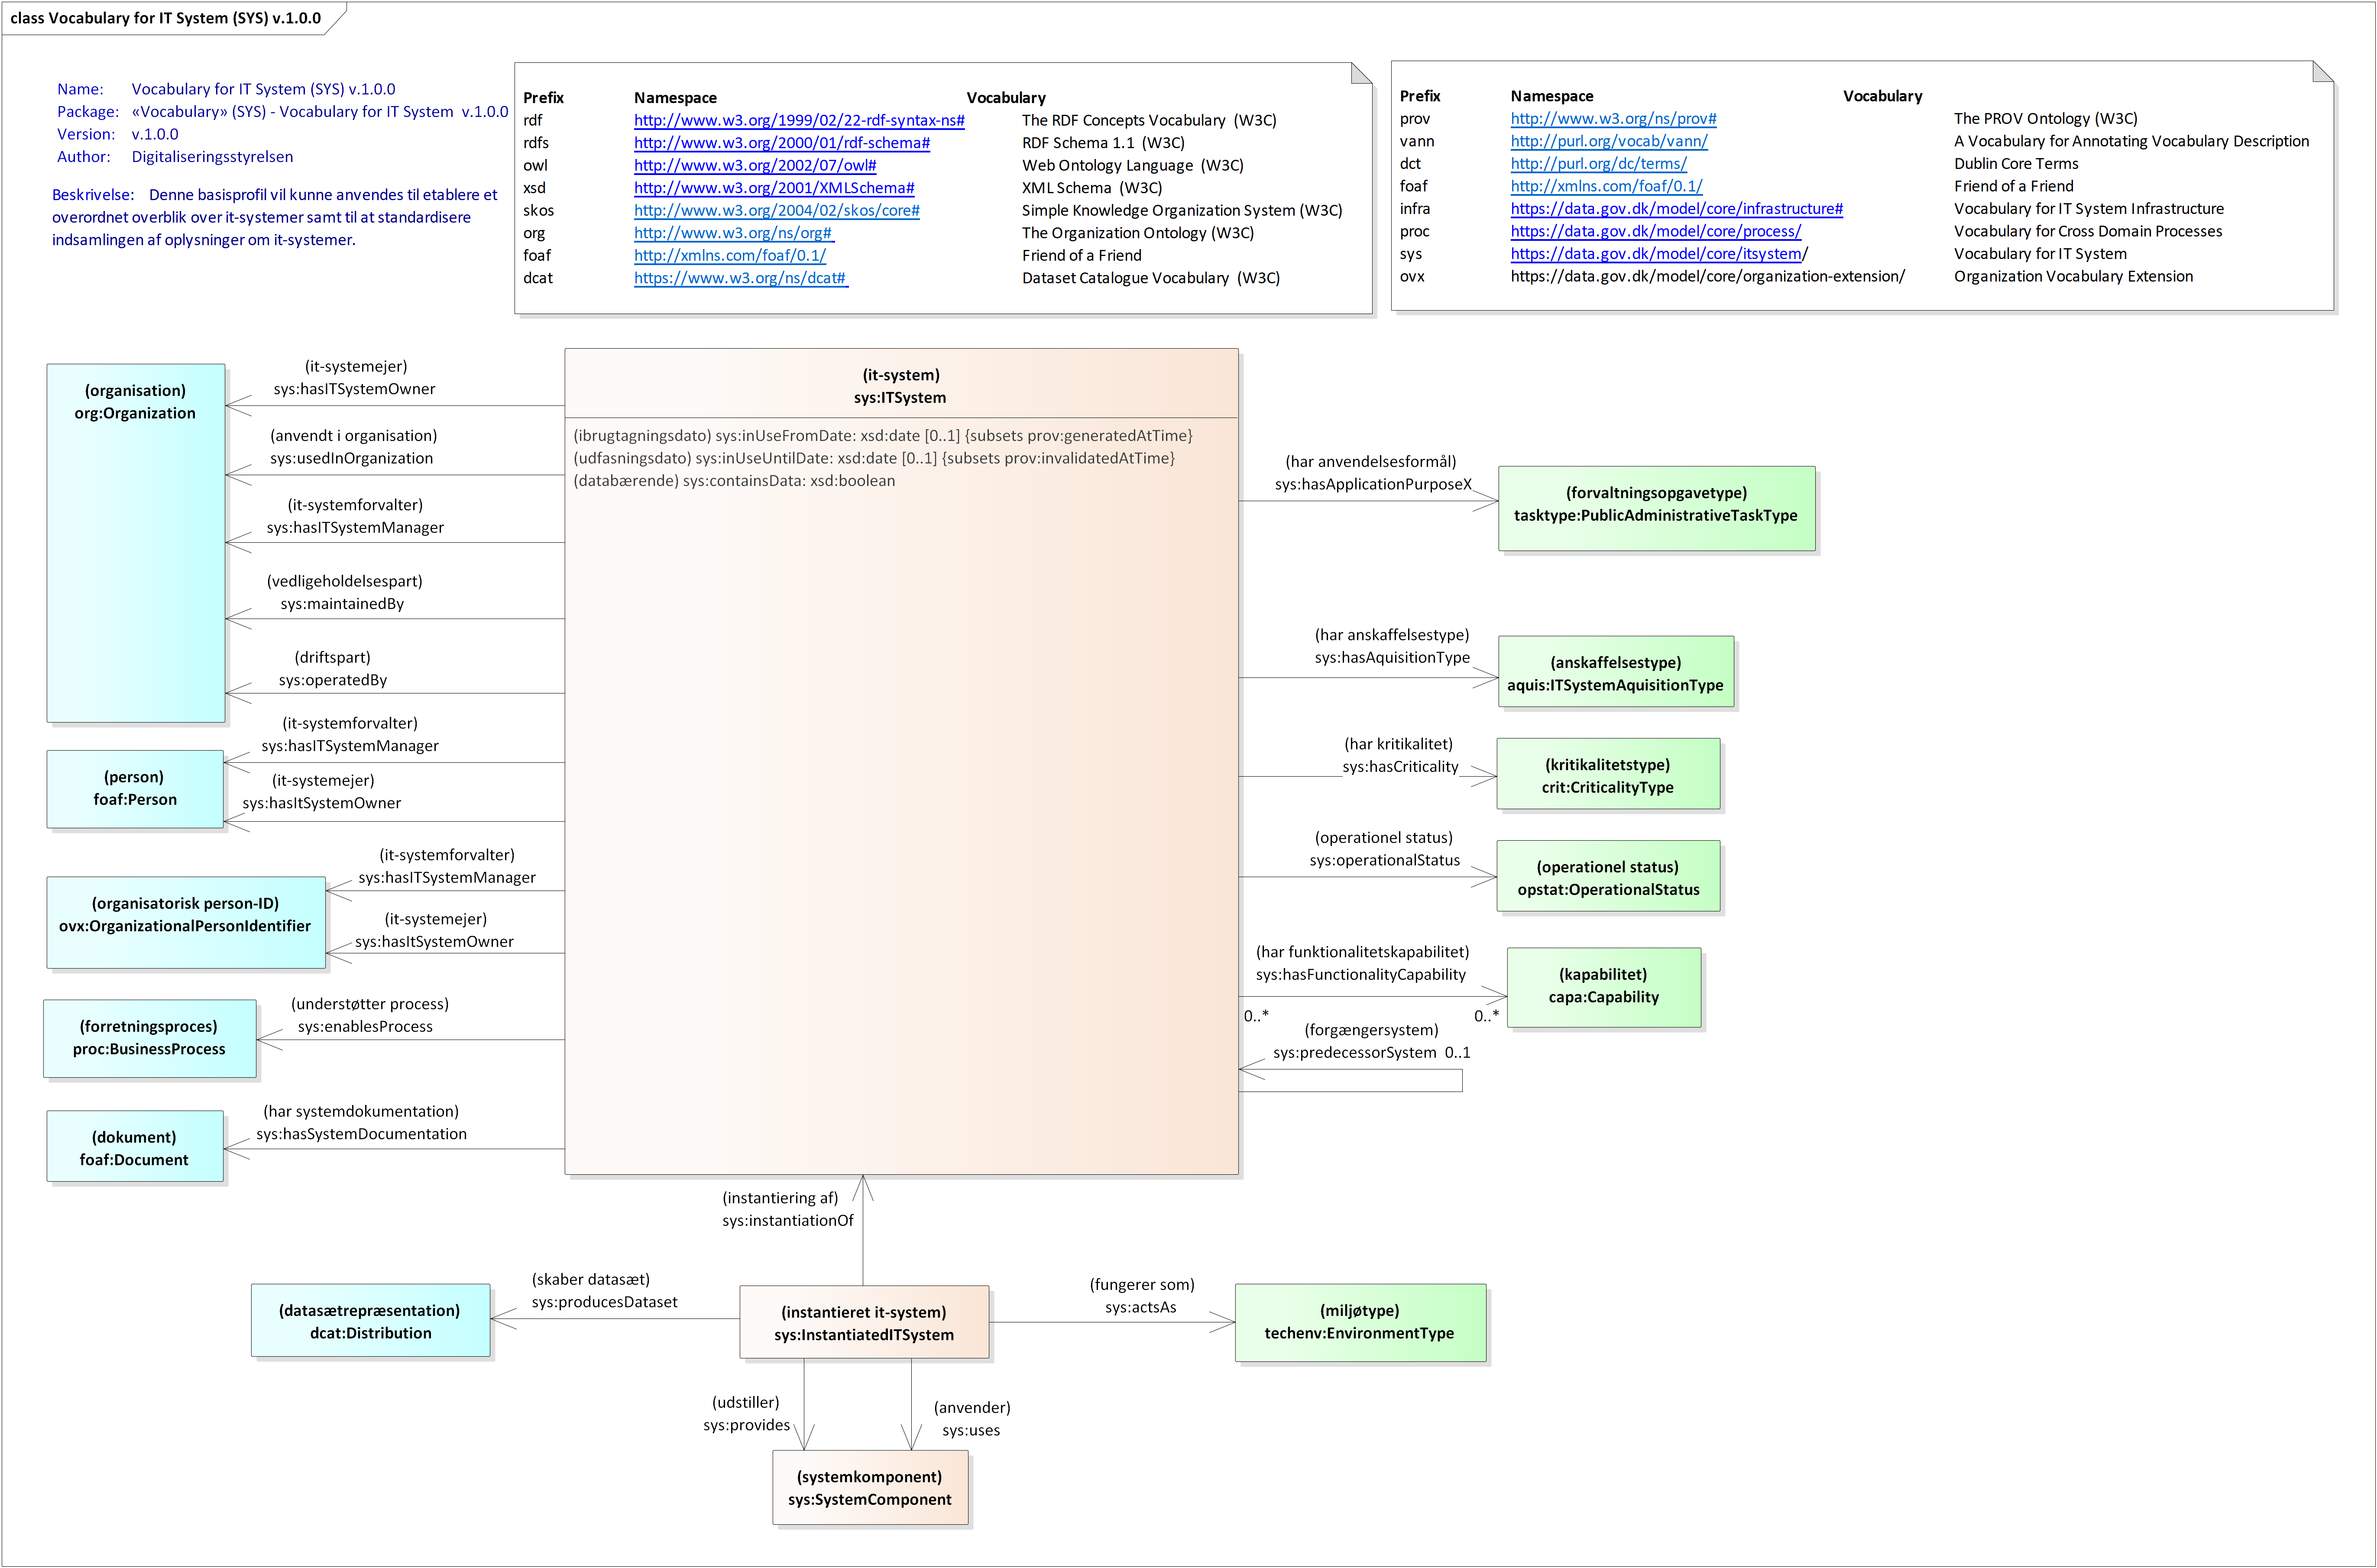 class Vocabulary for IT System (SYS) v.1.0.0
Name: Vocabulary for IT System (SYS) v.1.0.0
Package: «Vocabulary» (SYS) - Vocabulary for IT System v.1.0.0
Version: v.1.0.0
Author: Digitaliseringsstyrelsen
Beskrivelse: Denne basisprofil vil kunne anvendes til etablere et
overordnet overblik over it-systemer samt til at standardisere
indsamlingen af oplysninger om it-systemer.
Prefix Namespace Vocabulary
rdf http://www.w3.org/1999/02/22-rdf-syntax-ns# The RDF Concepts Vocabulary (W3C)
rdfs http://www.w3.org/2000/01/rdf-schema# RDF Schema 1.1 (W3C)
owl http://www.w3.org/2002/07/owl# Web Ontology Language (W3C)
xsd http://www.w3.org/2001/XMLSchema# XML Schema (W3C)
skos http://www.w3.org/2004/02/skos/core# Simple Knowledge Organization System (W3C)
org http://www.w3.org/ns/org# The Organization Ontology (W3C)
foaf http://xmlns.com/foaf/0.1/ Friend of a Friend
dcat https://www.w3.org/ns/dcat# Dataset Catalogue Vocabulary (W3C)
Prefix Namespace Vocabulary
prov http://www.w3.org/ns/prov# The PROV Ontology (W3C)
vann http://purl.org/vocab/vann/ A Vocabulary for Annotating Vocabulary Description
dct http://purl.org/dc/terms/ Dublin Core Terms
foaf http://xmlns.com/foaf/0.1/ Friend of a Friend
infra https://data.gov.dk/model/core/infrastructure# Vocabulary for IT System Infrastructure
proc https://data.gov.dk/model/core/process/ Vocabulary for Cross Domain Processes
sys https://data.gov.dk/model/core/itsystem/ Vocabulary for IT System
ovx https://data.gov.dk/model/core/organization-extension/ Organization Vocabulary Extension
(organisation)
org:Organization
(it-systemejer)
sys:hasITSystemOwner
(anvendt i organisation)
sys:usedInOrganization
(it-systemforvalter)
sys:hasITSystemManager
(vedligeholdelsespart)
sys:maintainedBy
(driftspart)
sys:operatedBy
(it-system)
sys:ITSystem
(ibrugtagningsdato) sys:inUseFromDate: xsd:date [0..1] {subsets prov:generatedAtTime}
(udfasningsdato) sys:inUseUntilDate: xsd:date [0..1] {subsets prov:invalidatedAtTime}
(databærende) sys:containsData: xsd:boolean
(har anvendelsesformål)
sys:hasApplicationPurposeX
(forvaltningsopgavetype)
tasktype:PublicAdministrativeTaskType
(har anskaffelsestype)
sys:hasAquisitionType
(anskaffelsestype)
aquis:ITSystemAquisitionType
(person)
foaf:Person
(it-systemforvalter)
sys:hasITSystemManager
(it-systemejer)
sys:hasItSystemOwner
(har kritikalitet)
sys:hasCriticality
(kritikalitetstype)
crit:CriticalityType
(operationel status)
sys:operationalStatus
(operationel status)
opstat:OperationalStatus
(organisatorisk person-ID)
ovx:OrganizationalPersonIdentifier
(it-systemforvalter)
sys:hasITSystemManager
(it-systemejer)
sys:hasItSystemOwner
(har funktionalitetskapabilitet)
sys:hasFunctionalityCapability
0..* 0..*
(kapabilitet)
capa:Capability
(forretningsproces)
proc:BusinessProcess
(understøtter process)
sys:enablesProcess
(forgængersystem)
sys:predecessorSystem 0..1
(dokument)
foaf:Document
(har systemdokumentation)
sys:hasSystemDocumentation
(instantiering af)
sys:instantiationOf
(datasætrepræsentation)
dcat:Distribution
(skaber datasæt)
sys:producesDataset
(instantieret it-system)
sys:InstantiatedITSystem
(fungerer som)
sys:actsAs
(miljøtype)
techenv:EnvironmentType
(udstiller)
sys:provides
(anvender)
sys:uses
(systemkomponent)
sys:SystemComponent